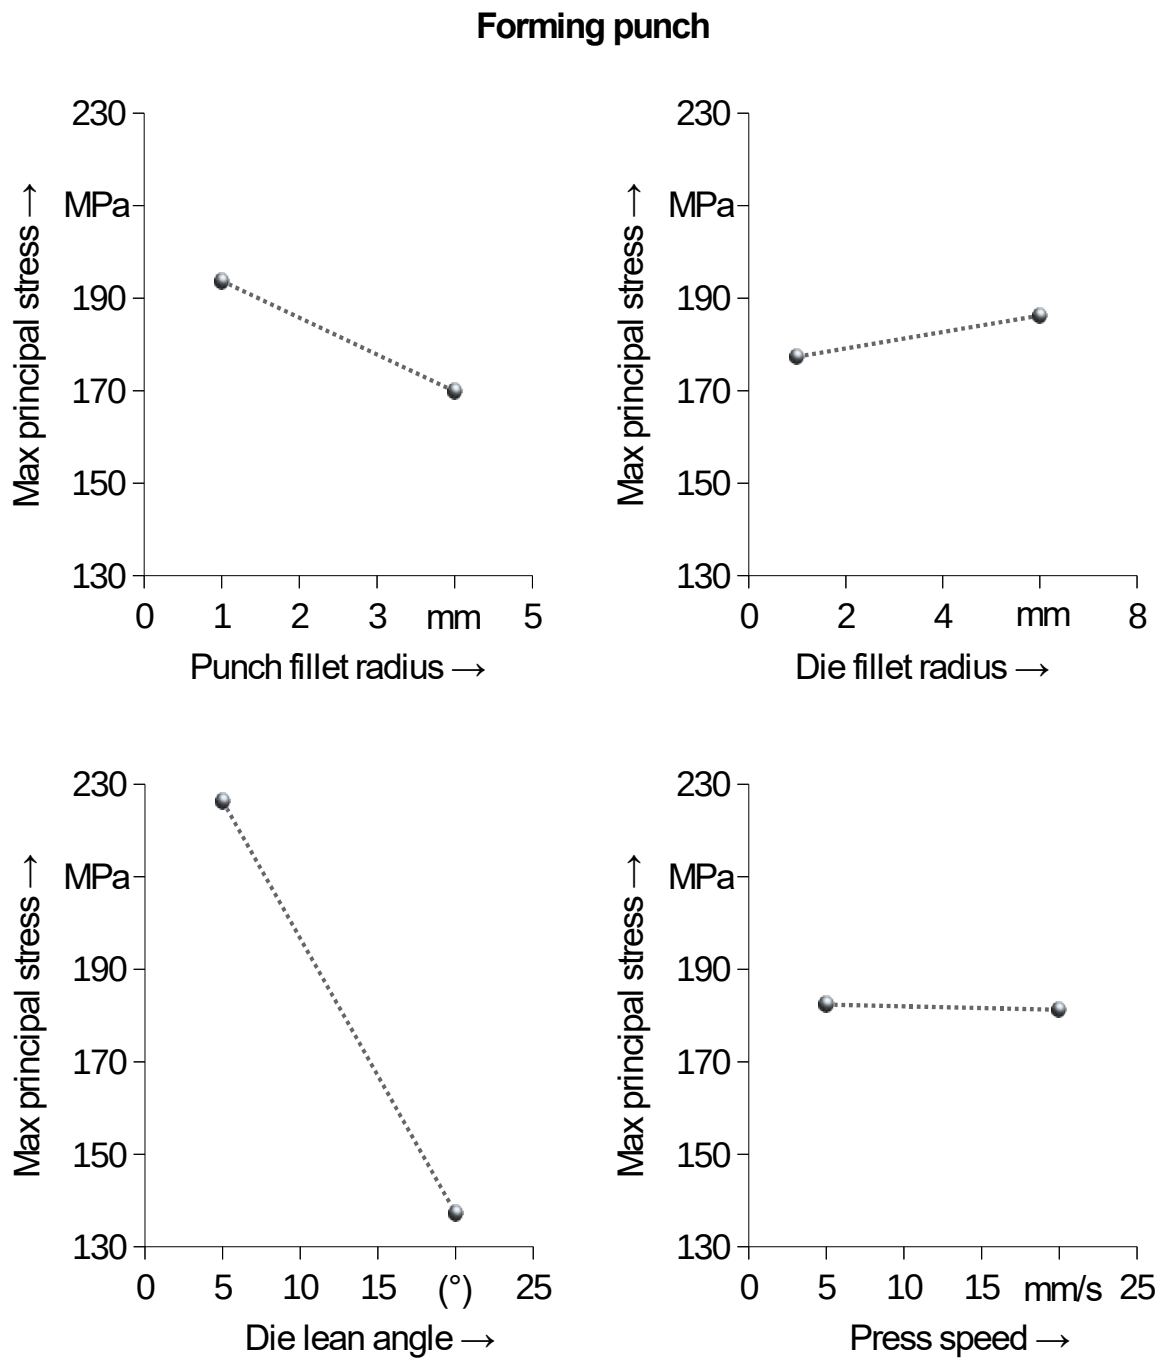 Forming punch
230
MPa
190
170
150
130
Max principal stress →
0 1 2 3 mm 5
Punch fillet radius →
230
MPa
190
170
150
130
Max principal stress →
0 2 4 mm 8
Die fillet radius →
230
MPa
190
170
150
130
Max principal stress →
0 5 10 15 (°) 25
Die lean angle →
230
MPa
190
170
150
130
Max principal stress →
0 5 10 15 mm/s 25
Press speed →